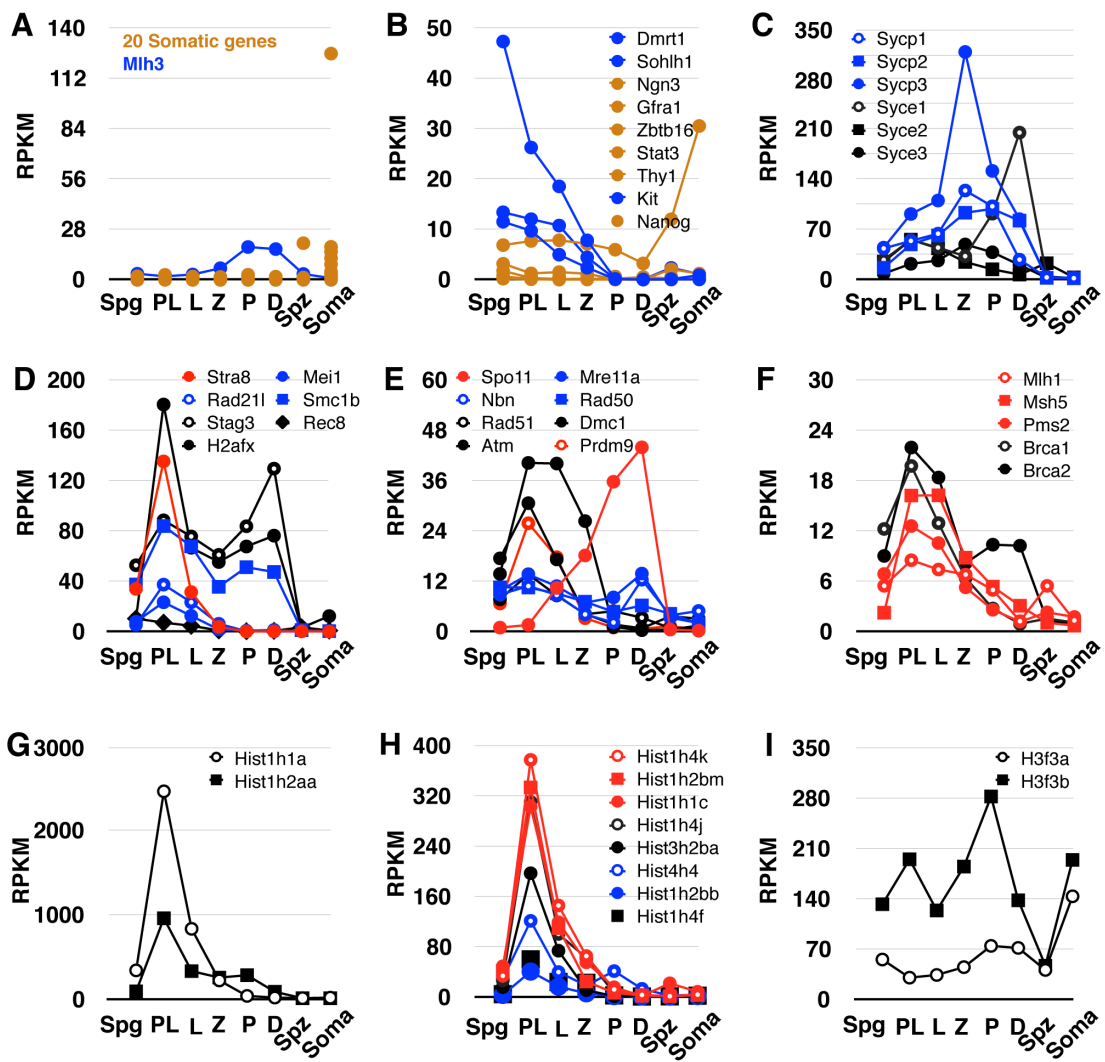 A
140
112
84
56
28
0
RPKM
20 Somatic genes
Mlh3
Spg PL L Z P D Spz Soma
B
50
40
30
20
10
0
RPKM
Dmrt1
Sohlh1
Ngn3
Gfra1
Zbtb16
Stat3
Thy1
Kit
Nanog
Spg PL L Z P D Spz Soma
C
350
280
210
140
70
0
RPKM
Sycp1
Sycp2
Sycp3
Syce1
Syce2
Syce3
Spg PL L Z P D Spz Soma
D
200
160
120
80
40
0
RPKM
Stra8 Mei1
Rad21l Smc1b
Stag3 Rec8
H2afx
Spg PL L Z P D Spz Soma
E
60
48
36
24
12
0
RPKM
Spo11 Mre11a
Nbn Rad50
Rad51 Dmc1
Atm Prdm9
Spg PL L Z P D Spz Soma
F
30
24
18
12
6
0
RPKM
Mlh1
Msh5
Pms2
Brca1
Brca2
Spg PL L Z P D Spz Soma
G
3000
2000
1000
0
RPKM
Hist1h1a
Hist1h2aa
Spg PL L Z P D Spz Soma
H
400
320
240
160
80
0
RPKM
Hist1h4k
Hist1h2bm
Hist1h1c
Hist1h4j
Hist3h2ba
Hist4h4
Hist1h2bb
Hist1h4f
Spg PL L Z P D Spz Soma
I
350
280
210
140
70
0
RPKM
H3f3a
H3f3b
Spg PL L Z P D Spz Soma